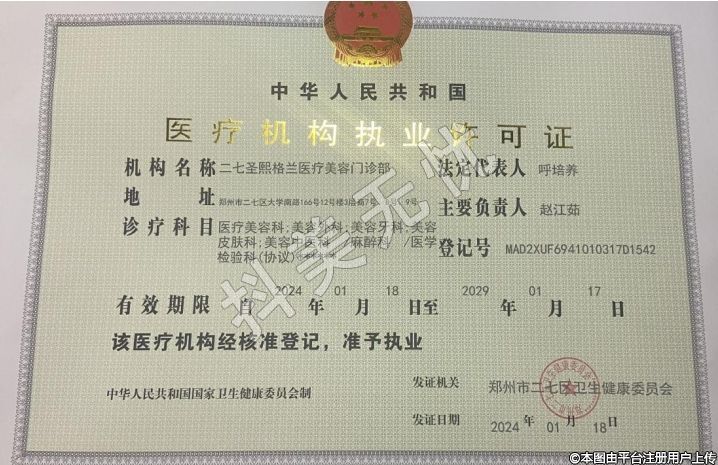 中华人民共和国
医疗机构执业许可证
机构名称 二七圣熙格兰医疗美容门诊部 法定代表人 呼培养
地 址 郑州市二七区大学南路166号12号楼3层商7号、 9号 主要负责人 赵江茹
诊疗科目 医疗美容科;美容外科;美容牙科;美容
皮肤科;美容中医科 /麻醉科 /医学
检验科(协议)
登记号 MAD2XUF6941010317D1542
有效期限 自 2024 年 01 月 18 日至 2029 年 01 月 17 日
该医疗机构经核准登记，准予执业
中华人民共和国国家卫生健康委员会制
发证机关 郑州市二七区卫生健康委员会
发证日期 2024 年 01 月 18 日
抖美无忧
©本图由平台注册用户上传